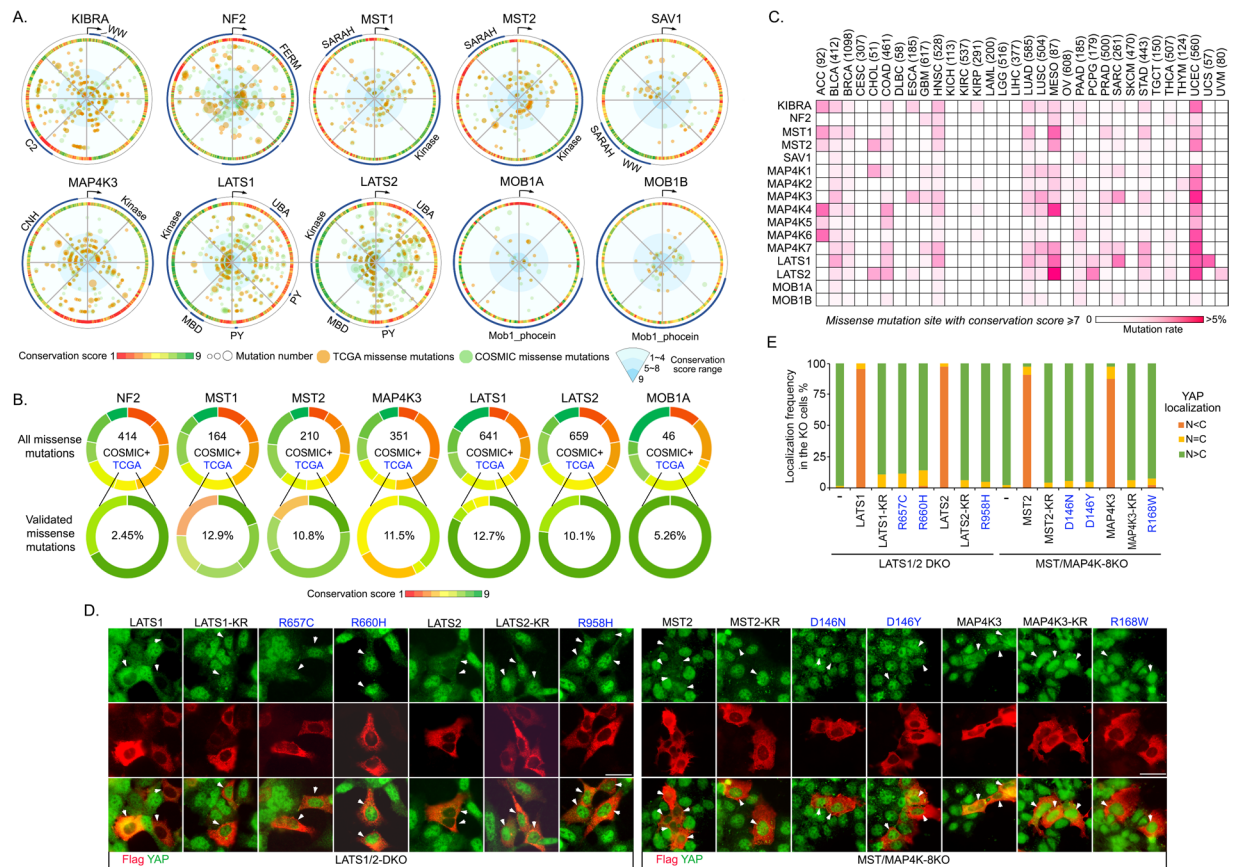 A.
KIBRA
WW
C2
NF2
FERM
MST1
SARAH
Kinase
MST2
SARAH
Kinase
SAV1
SARAH
WW
MAP4K3
CNH
Kinase
LATS1
Kinase
UBA
MBD
PY
PY
LATS2
Kinase
UBA
MBD
PY
MOB1A
Mob1_phocein
MOB1B
Mob1_phocein
Conservation score 1 9
Mutation number
TCGA missense mutations
COSMIC missense mutations
1~4
5~8
9
Conservation
score range
B.
NF2 MST1 MST2 MAP4K3 LATS1 LATS2 MOB1A
All missense
mutations
414 164 210 351 641 659 46
COSMIC+ COSMIC+ COSMIC+ COSMIC+ COSMIC+ COSMIC+ COSMIC+
TCGA TCGA TCGA TCGA TCGA TCGA TCGA
Validated
missense
mutations
2.45% 12.9% 10.8% 11.5% 12.7% 10.1% 5.26%
Conservation score 1 9
C.
ACC (92)
BLCA (412)
BRCA (1098)
CESC (307)
CHOL (51)
COAD (461)
DLBC (58)
ESCA (185)
GBM (617)
HNSC (528)
KICH (113)
KIRC (537)
KIRP (291)
LAML (200)
LGG (516)
LIHC (377)
LUAD (585)
LUSC (504)
MESO (87)
OV (608)
PAAD (185)
PCPG (179)
PRAD (500)
SARC (261)
SKCM (470)
STAD (443)
TGCT (150)
THCA (507)
THYM (124)
UCEC (560)
UCS (57)
UVM (80)
KIBRA
NF2
MST1
MST2
SAV1
MAP4K1
MAP4K2
MAP4K3
MAP4K4
MAP4K5
MAP4K6
MAP4K7
LATS1
LATS2
MOB1A
MOB1B
Missense mutation site with conservation score ⩾7
0 >5%
Mutation rate
E
Localization frequency
in the KO cells %
100
75
50
25
0
YAP
localization
N<C
N=C
N>C
-
LATS1
LATS1-KR
R657C
R660H
LATS2
LATS2-KR
R958H
-
MST2
MST2-KR
D146N
D146Y
MAP4K3
MAP4K3-KR
R168W
LATS1/2 DKO
MST/MAP4K-8KO
D.
LATS1 LATS1-KR R657C R660H LATS2 LATS2-KR R958H
MST2 MST2-KR D146N D146Y MAP4K3 MAP4K3-KR R168W
Flag YAP
LATS1/2-DKO
Flag YAP
MST/MAP4K-8KO